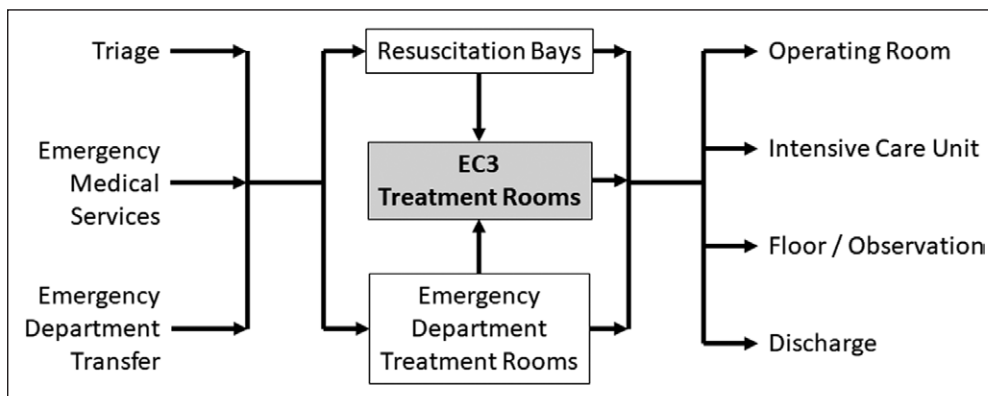 Triage
Emergency
Medical
Services
Emergency
Department
Transfer
Resuscitation Bays
EC3
Treatment Rooms
Emergency
Department
Treatment Rooms
Operating Room
Intensive Care Unit
Floor / Observation
Discharge